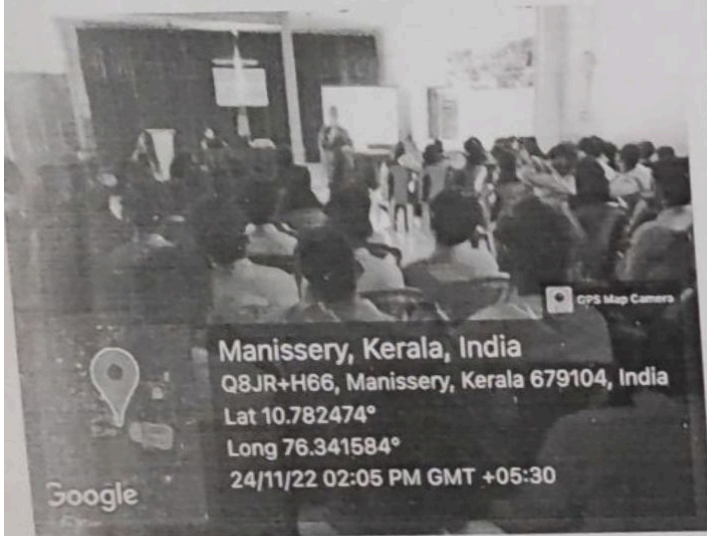 GPS Map Camera
Manissery, Kerala, India
Q8JR+H66, Manissery, Kerala 679104, India
Lat 10.782474°
Long 76.341584°
24/11/22 02:05 PM GMT +05:30
Google